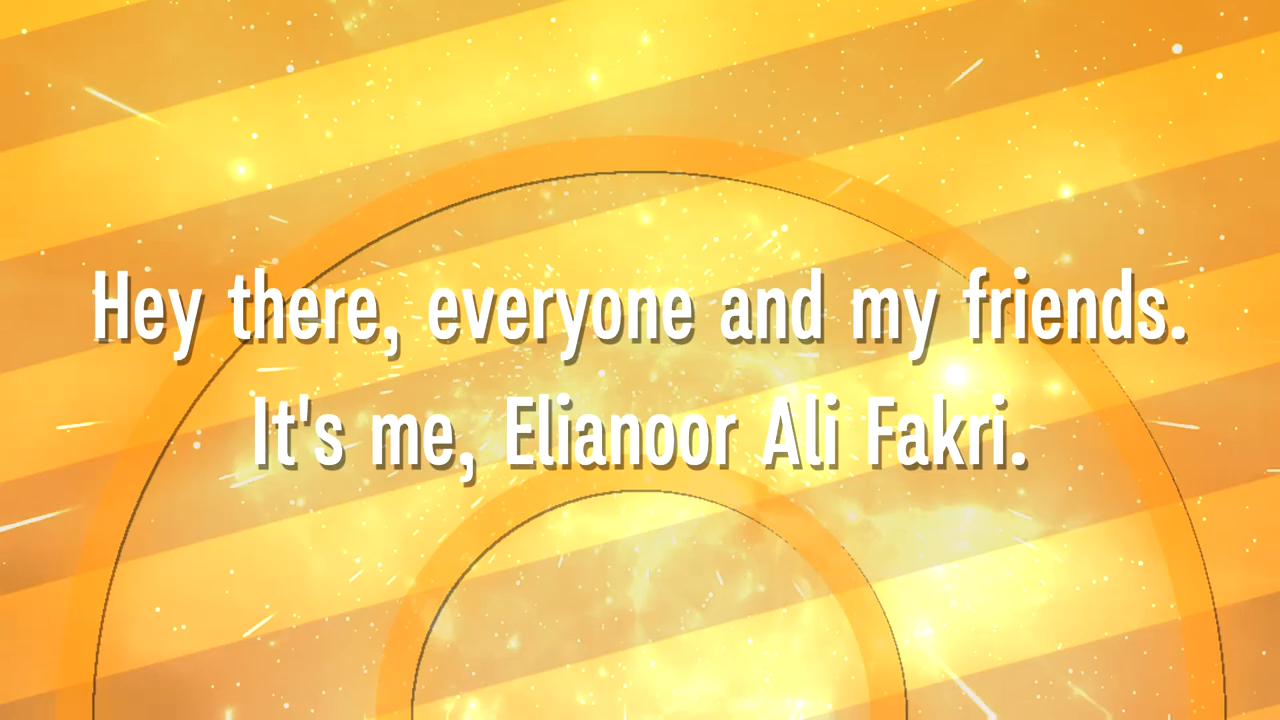 Hey there, everyone and my friends.
It's me, Elianoor Ali Fakri.